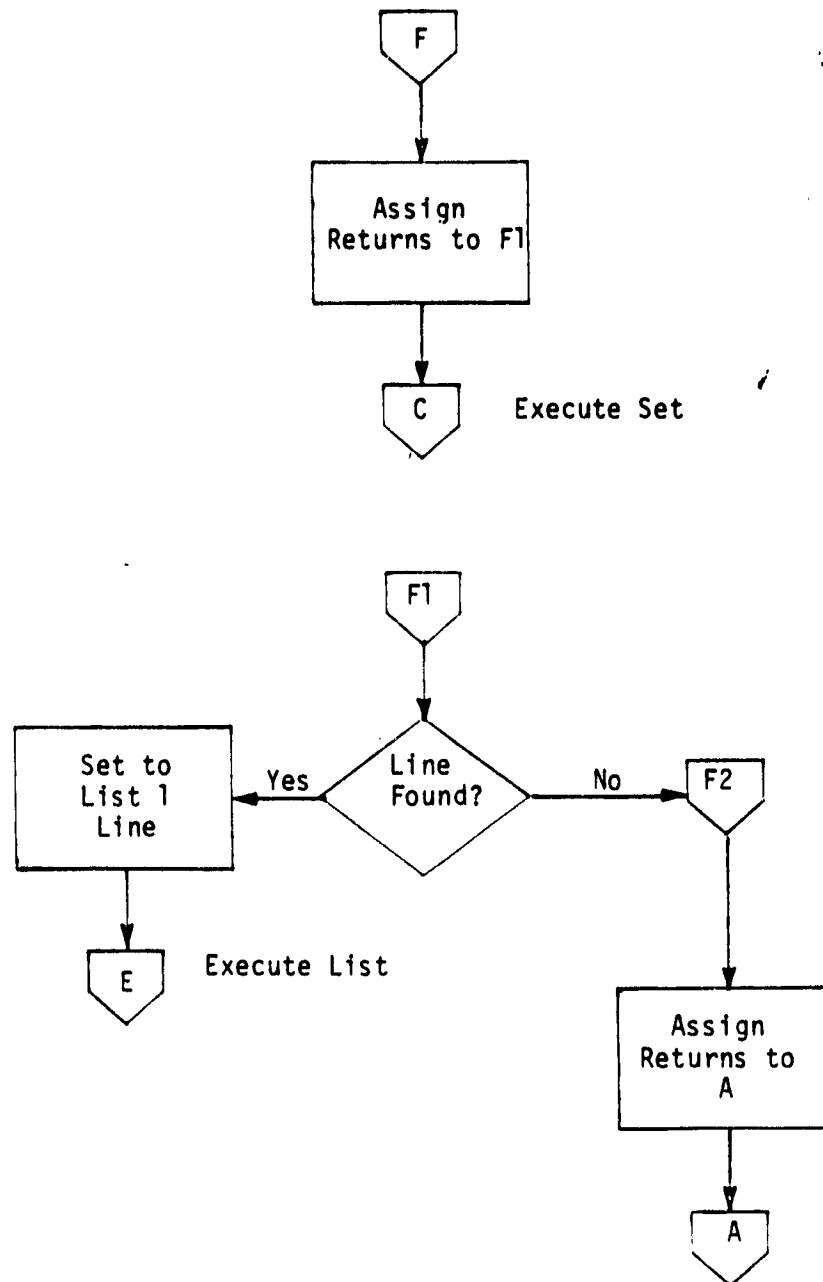 F
Assign
Returns to F1
C
Execute Set
F1
Line
Found?
Yes
No
Set to
List 1
Line
F2
E
Execute List
Assign
Returns to
A
A